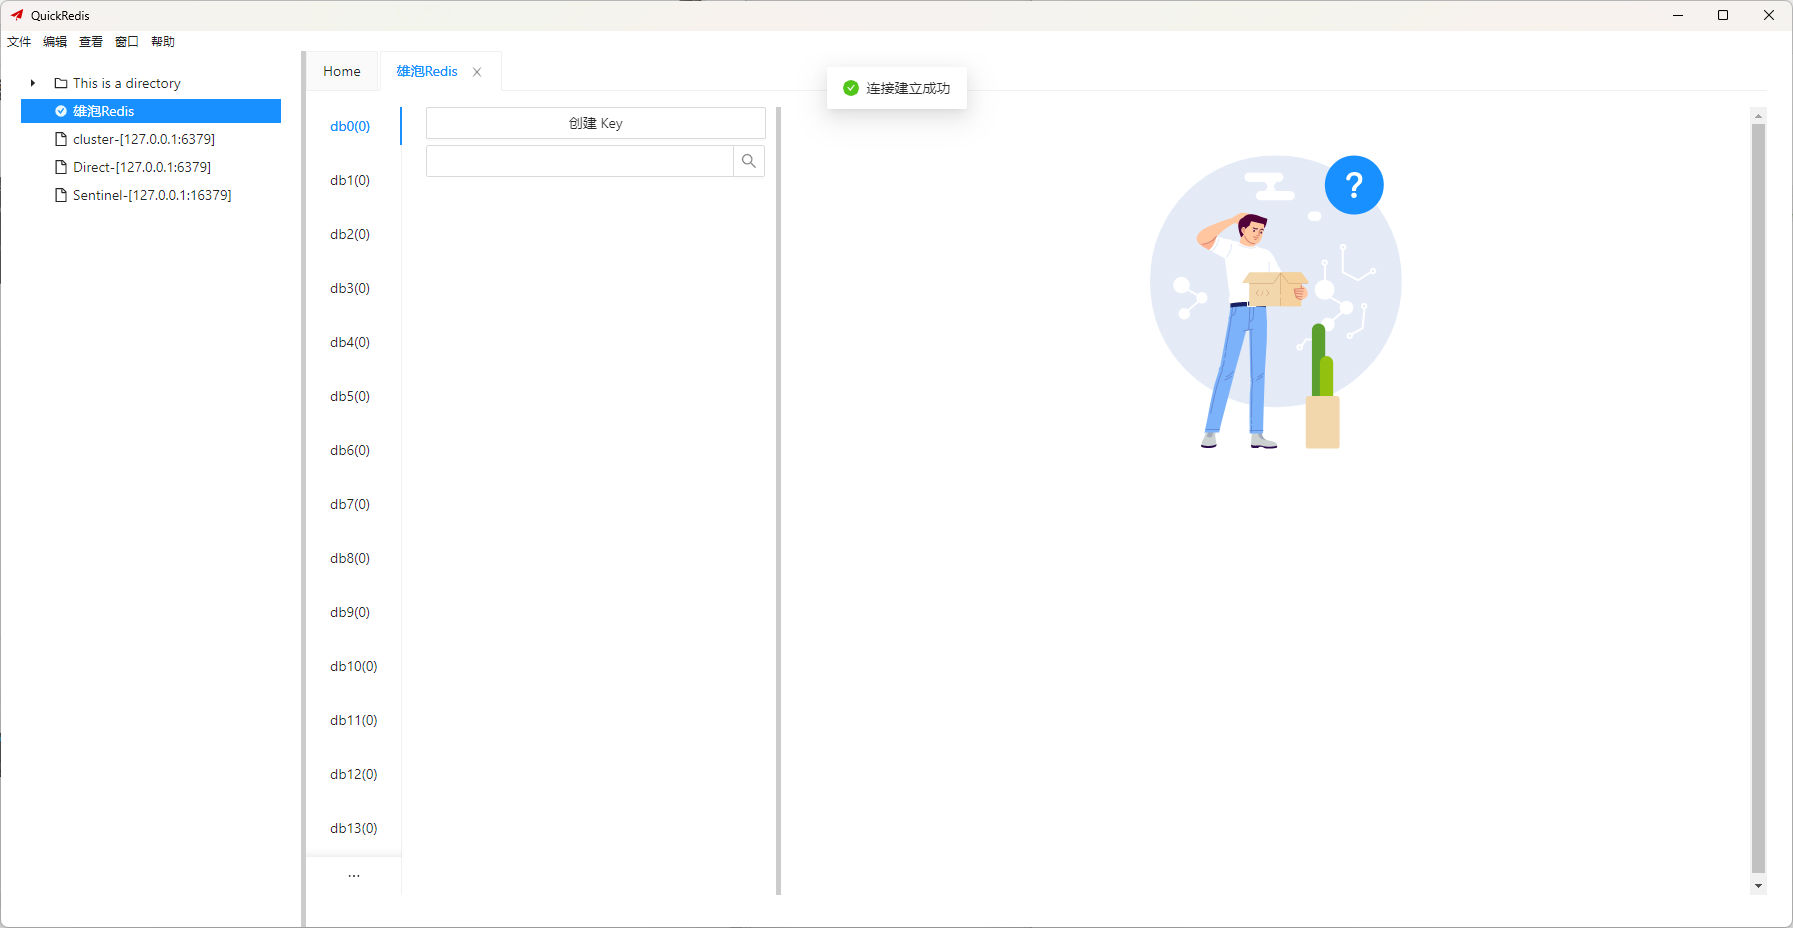 QuickRedis
文件 编辑 查看 窗口 帮助
This is a directory
雄泡Redis
cluster-[127.0.0.1:6379]
Direct-[127.0.0.1:6379]
Sentinel-[127.0.0.1:16379]
Home 雄泡Redis
连接建立成功
db0(0)
db1(0)
db2(0)
db3(0)
db4(0)
db5(0)
db6(0)
db7(0)
db8(0)
db9(0)
db10(0)
db11(0)
db12(0)
db13(0)
...
创建 Key
?